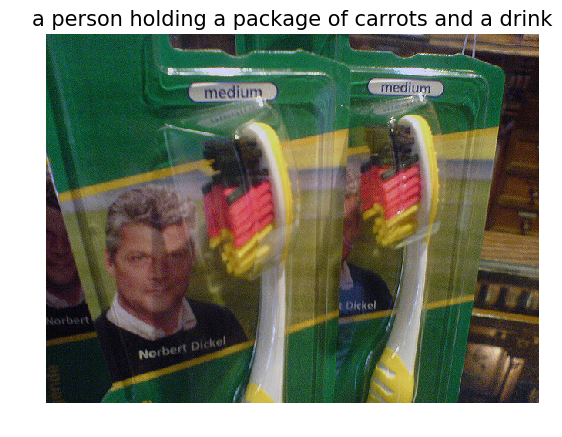 a person holding a package of carrots and a drink
medium
medium
Norbert
Norbert Dickel
Dickel